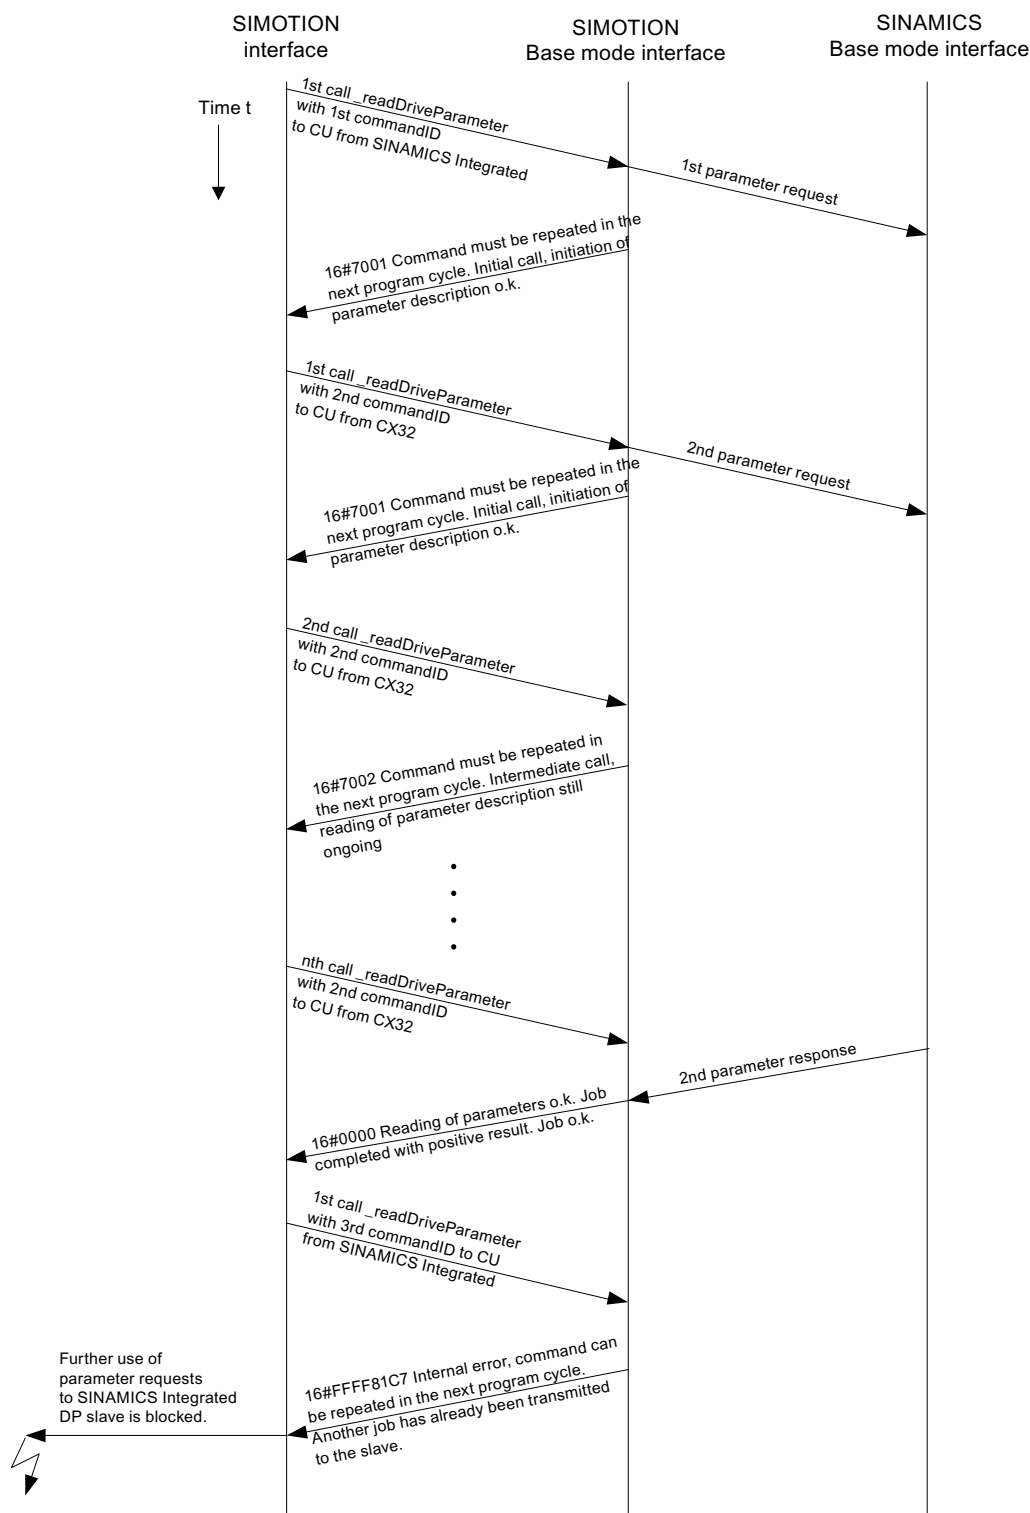 SIMOTION
interface
SIMOTION
Base mode interface
SINAMICS
Base mode interface
Time t
1st call _readDriveParameter
with 1st commandID
to CU from SINAMICS Integrated
1st parameter request
16#7001 Command must be repeated in the
next program cycle. Initial call, initiation of
parameter description o.k.
1st call _readDriveParameter
with 2nd commandID
to CU from CX32
2nd parameter request
16#7001 Command must be repeated in the
next program cycle. Initial call, initiation of
parameter description o.k.
2nd call _readDriveParameter
with 2nd commandID
to CU from CX32
16#7002 Command must be repeated in
the next program cycle. Intermediate call,
reading of parameter description still
ongoing
nth call _readDriveParameter
with 2nd commandID
to CU from CX32
2nd parameter response
16#0000 Reading of parameters o.k. Job
completed with positive result. Job o.k.
1st call _readDriveParameter
with 3rd commandID to CU
from SINAMICS Integrated
16#FFFF81C7 Internal error, command can
be repeated in the next program cycle.
Another job has already been transmitted
to the slave.
Further use of
parameter requests
to SINAMICS Integrated
DP slave is blocked.